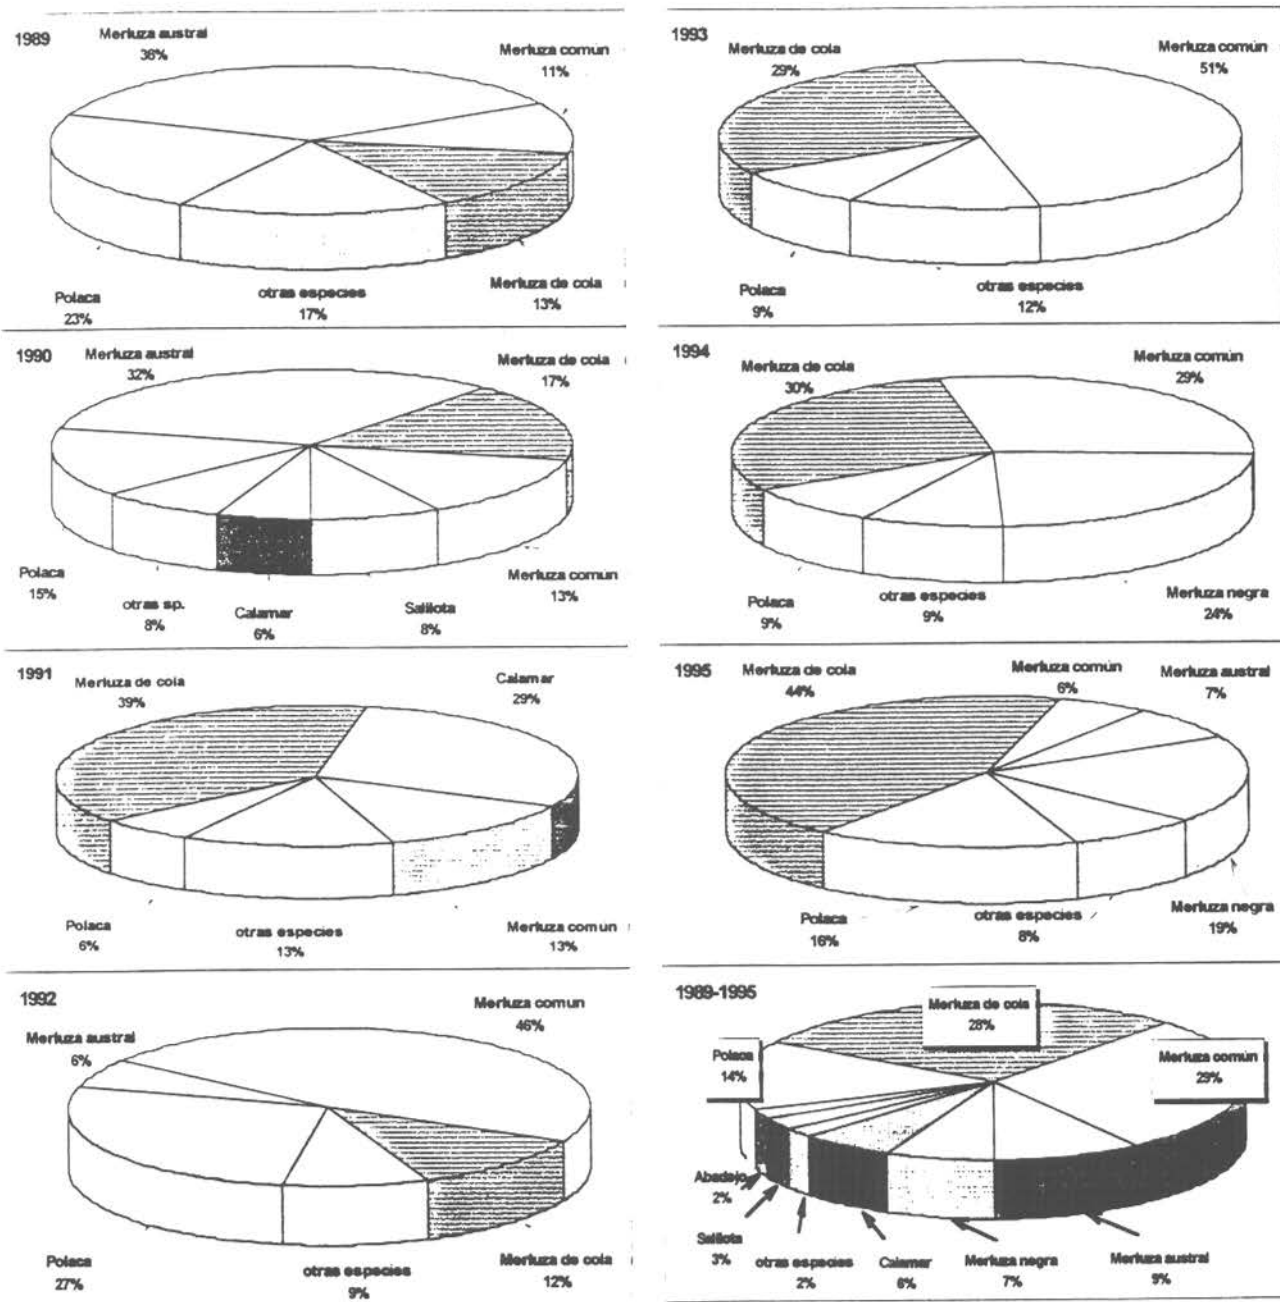 1989
Merluza austral
36%
Merluza común
11%
Polaca
23%
otras especies
17%
Merluza de cola
13%
1990
Merluza austral
32%
Merluza de cola
17%
Polaca
15%
otras sp.
8%
Calamar
6%
Salilota
8%
Merluza común
13%
1991
Merluza de cola
39%
Calamar
29%
Polaca
6%
otras especies
13%
Merluza comun
13%
1992
Merluza comun
46%
Merluza austral
6%
Polaca
27%
otras especies
9%
Merluza de cola
12%
1993
Merluza de cola
29%
Merluza común
51%
Polaca
9%
otras especies
12%
1994
Merluza de cola
30%
Merluza común
29%
Polaca
9%
otras especies
9%
Merluza negra
24%
1995
Merluza de cola
44%
Merluza común
6%
Merluza austral
7%
Polaca
16%
otras especies
8%
Merluza negra
19%
1989-1995
Merluza de cola
28%
Polaca
14%
Merluza común
29%
Abadejo
2%
Salilota
3%
otras especies
2%
Calamar
6%
Merluza negra
7%
Merluza austral
9%